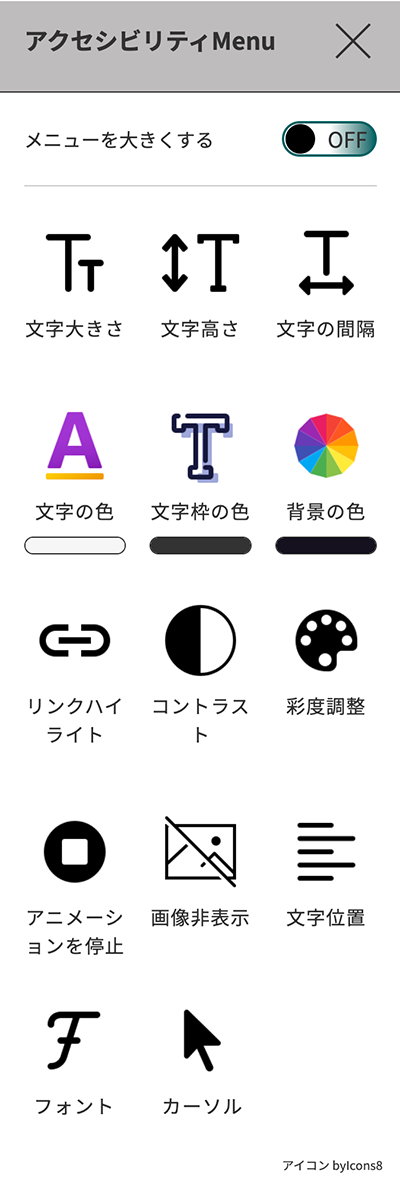 アクセシビリティMenu
メニューを大きくする
OFF
文字大きさ
文字高さ
文字の間隔
文字の色
文字枠の色
背景の色
リンクハイ
ライト
コントラス
ト
彩度調整
アニメーシ
ョンを停止
画像非表示
文字位置
フォント
カーソル
アイコン byIcons8